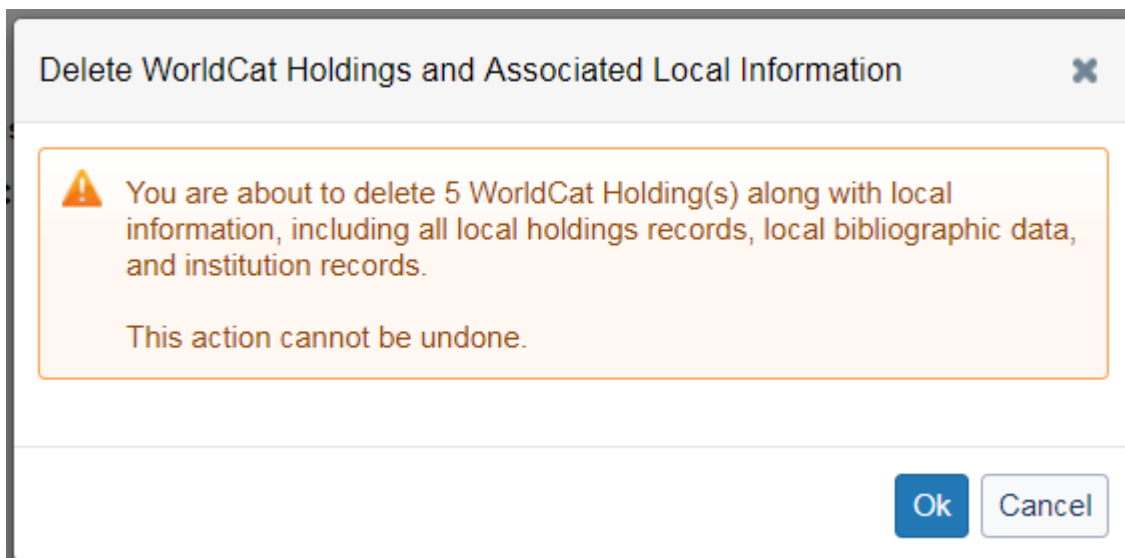 Delete WorldCat Holdings and Associated Local Information
You are about to delete 5 WorldCat Holding(s) along with local
information, including all local holdings records, local bibliographic data,
and institution records.
This action cannot be undone.
Ok
Cancel